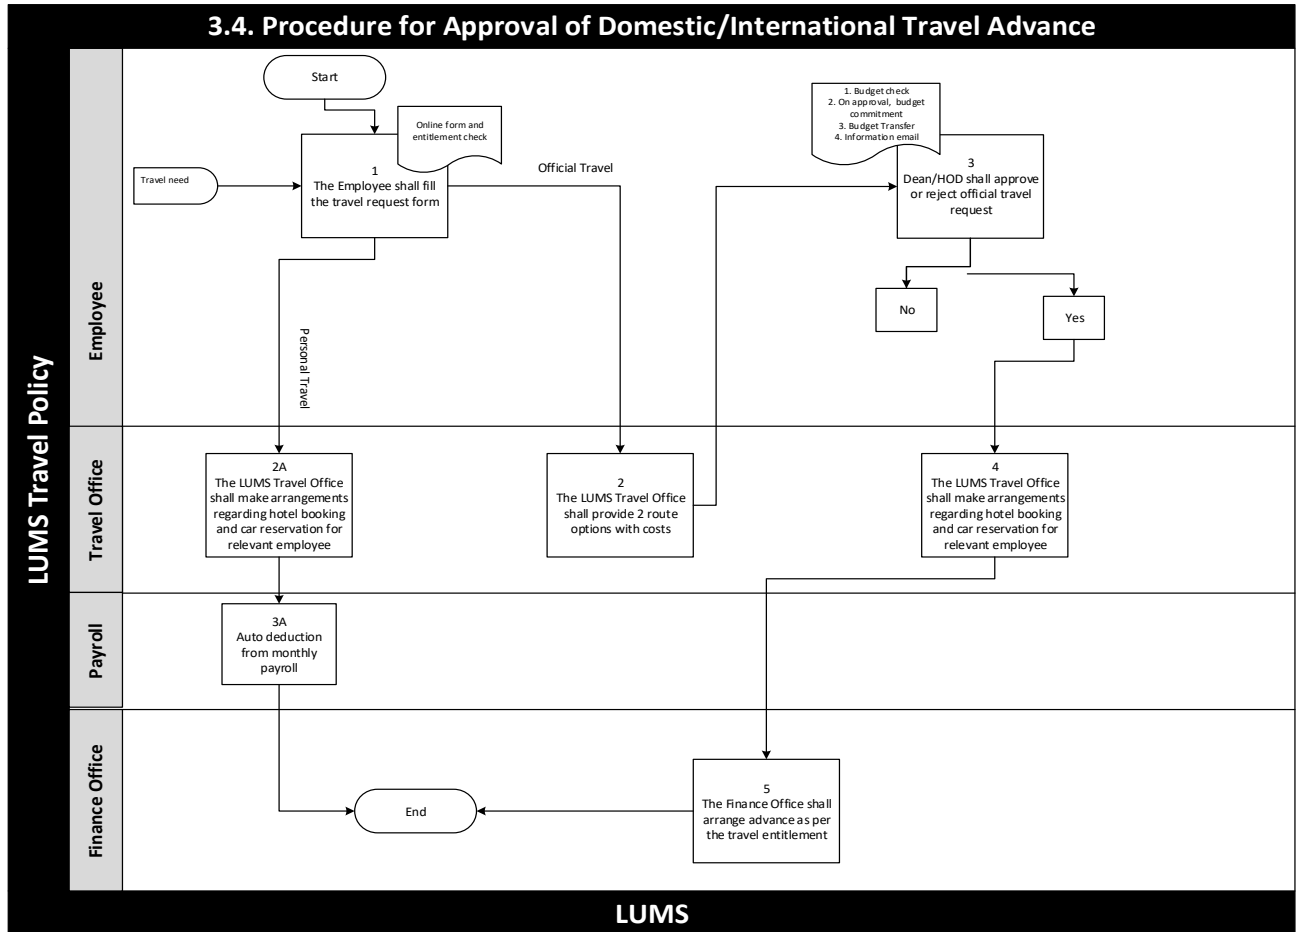 3.4. Procedure for Approval of Domestic/International Travel Advance
LUMS Travel Policy
Employee
Start
Online form and
entitlement check
Travel need
1
The Employee shall fill
the travel request form
Official Travel
Personal Travel
1. Budget check
2. On approval, budget
commitment
3. Budget Transfer
4. Information email
3
Dean/HOD shall approve
or reject official travel
request
No
Yes
Travel Office
2A
The LUMS Travel Office
shall make arrangements
regarding hotel booking
and car reservation for
relevant employee
2
The LUMS Travel Office
shall provide 2 route
options with costs
4
The LUMS Travel Office
shall make arrangements
regarding hotel booking
and car reservation for
relevant employee
Payroll
3A
Auto deduction
from monthly
payroll
Finance Office
End
5
The Finance Office shall
arrange advance as per
the travel entitlement
LUMS